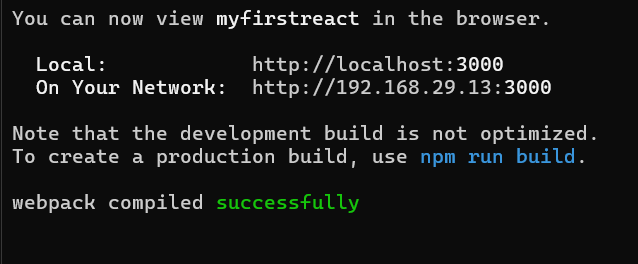 You can now view myfirstreact in the browser.
Local: http://localhost:3000
On Your Network: http://192.168.29.13:3000
Note that the development build is not optimized.
To create a production build, use npm run build.
webpack compiled successfully